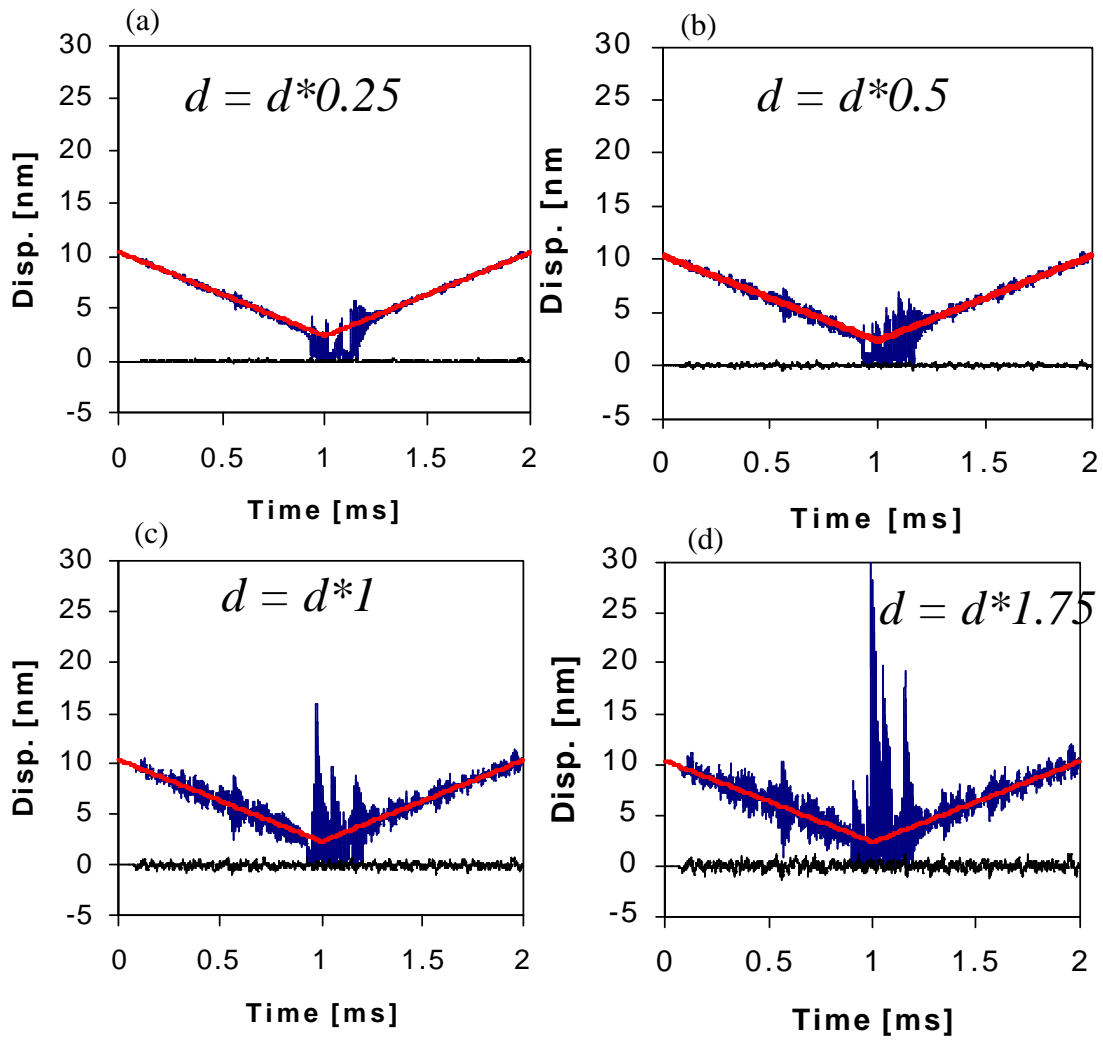 (a)
d = d*0.25
30
25
20
15
10
5
0
-5
Disp. [nm]
0 0.5 1 1.5 2
Time [ms]
(b)
d = d*0.5
30
25
20
15
10
5
0
-5
Disp. [nm
0 0.5 1 1.5 2
Time [ms]
(c)
d = d*1
30
25
20
15
10
5
0
-5
Disp. [nm]
0 0.5 1 1.5 2
Time [ms]
(d)
d = d*1.75
30
25
20
15
10
5
0
-5
Disp. [nm]
0 0.5 1 1.5 2
Time [ms]